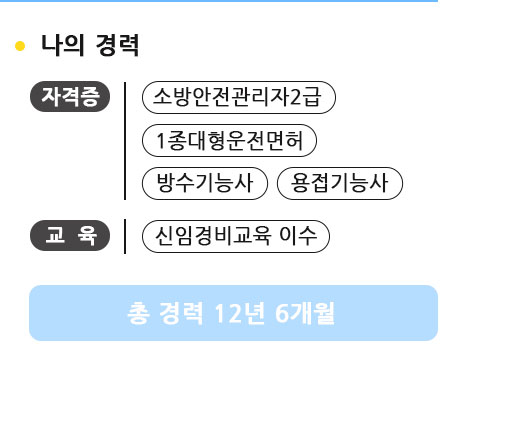 나의 경력
자격증
소방안전관리자2급
1종대형운전면허
방수기능사 용접기능사
교 육
신임경비교육 이수
총 경력 12년 6개월